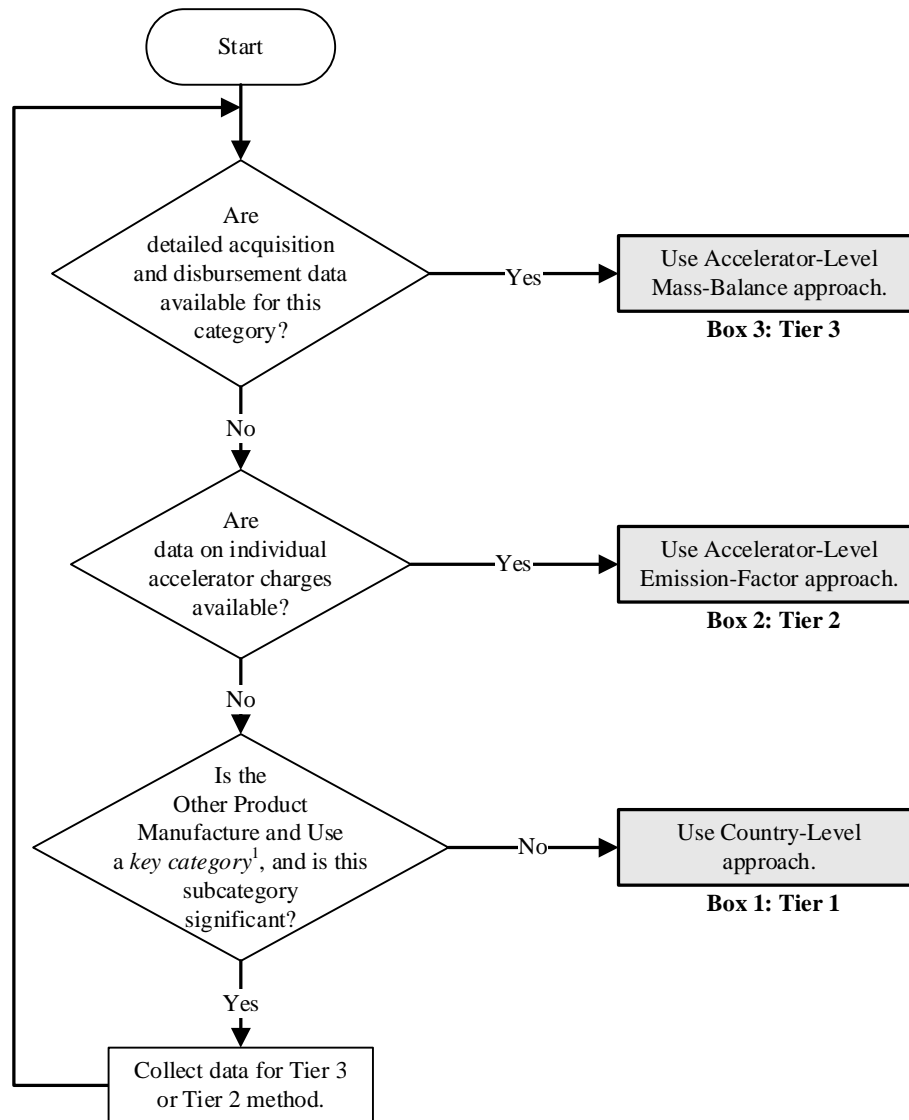 Start
Are
detailed acquisition
and disbursement data
available for this
category?
Yes
Use Accelerator-Level
Mass-Balance approach.
Box 3: Tier 3
No
Are
data on individual
accelerator charges
available?
Yes
Use Accelerator-Level
Emission-Factor approach.
Box 2: Tier 2
No
Is the
Other Product
Manufacture and Use
a key category¹, and is this
subcategory
significant?
No
Use Country-Level
approach.
Box 1: Tier 1
Yes
Collect data for Tier 3
or Tier 2 method.